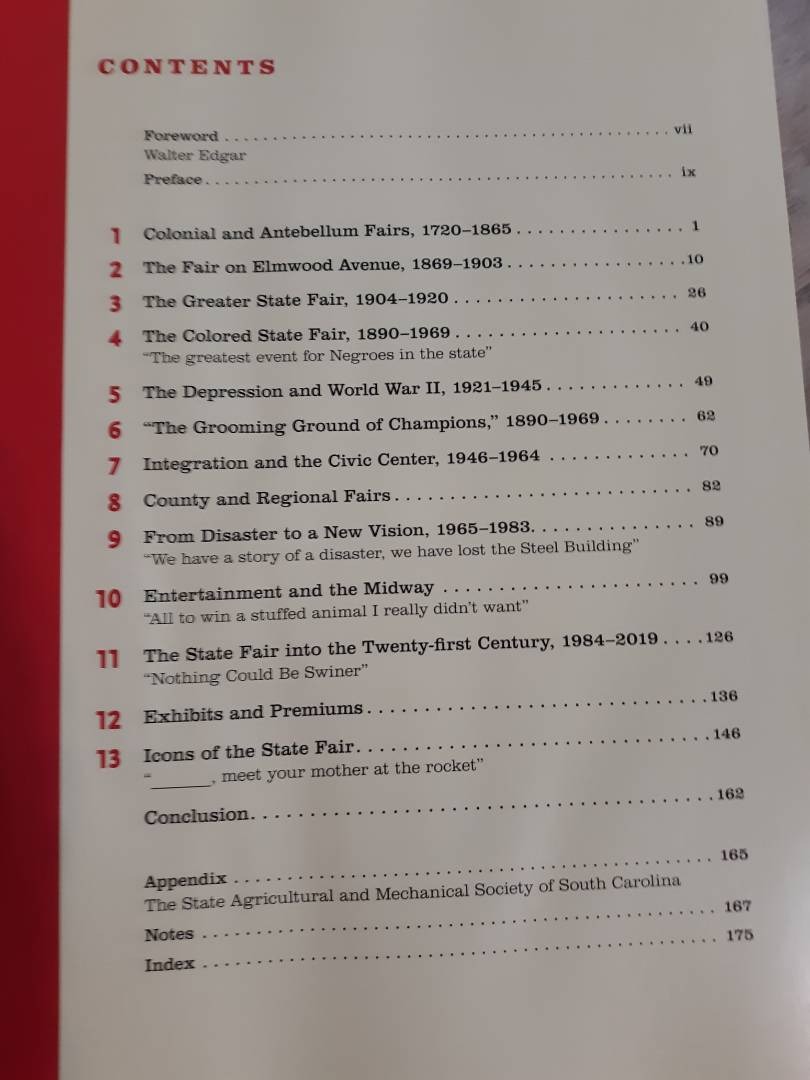 CONTENTS
Foreword . . . . . . . . . . . . . . . . . . . . . . . . . . . . . . . . . . . . . . . . . . . . . . vii
Walter Edgar
Preface . . . . . . . . . . . . . . . . . . . . . . . . . . . . . . . . . . . . . . . . . . . . . . . . ix
1 Colonial and Antebellum Fairs, 1720–1865 . . . . . . . . . . . . . . . . 1
2 The Fair on Elmwood Avenue, 1869–1903 . . . . . . . . . . . . . . . . . 10
3 The Greater State Fair, 1904–1920 . . . . . . . . . . . . . . . . . . . . . 26
4 The Colored State Fair, 1890–1969 . . . . . . . . . . . . . . . . . . . . . 40
“The greatest event for Negroes in the state”
5 The Depression and World War II, 1921–1945 . . . . . . . . . . . . . 49
6 “The Grooming Ground of Champions,” 1890–1969 . . . . . . . . 62
7 Integration and the Civic Center, 1946–1964 . . . . . . . . . . . . . 70
8 County and Regional Fairs . . . . . . . . . . . . . . . . . . . . . . . . . . . 82
9 From Disaster to a New Vision, 1965–1983. . . . . . . . . . . . . . . 89
“We have a story of a disaster, we have lost the Steel Building”
10 Entertainment and the Midway . . . . . . . . . . . . . . . . . . . . . . . . 99
“All to win a stuffed animal I really didn’t want”
11 The State Fair into the Twenty-first Century, 1984–2019 . . . . 126
“Nothing Could Be Swiner”
12 Exhibits and Premiums . . . . . . . . . . . . . . . . . . . . . . . . . . . . . . 136
13 Icons of the State Fair. . . . . . . . . . . . . . . . . . . . . . . . . . . . . . . 146
“______, meet your mother at the rocket”
Conclusion. . . . . . . . . . . . . . . . . . . . . . . . . . . . . . . . . . . . . . . . 162
Appendix . . . . . . . . . . . . . . . . . . . . . . . . . . . . . . . . . . . . . . . . . 165
The State Agricultural and Mechanical Society of South Carolina
Notes . . . . . . . . . . . . . . . . . . . . . . . . . . . . . . . . . . . . . . . . . . . . 167
Index . . . . . . . . . . . . . . . . . . . . . . . . . . . . . . . . . . . . . . . . . . . . 175